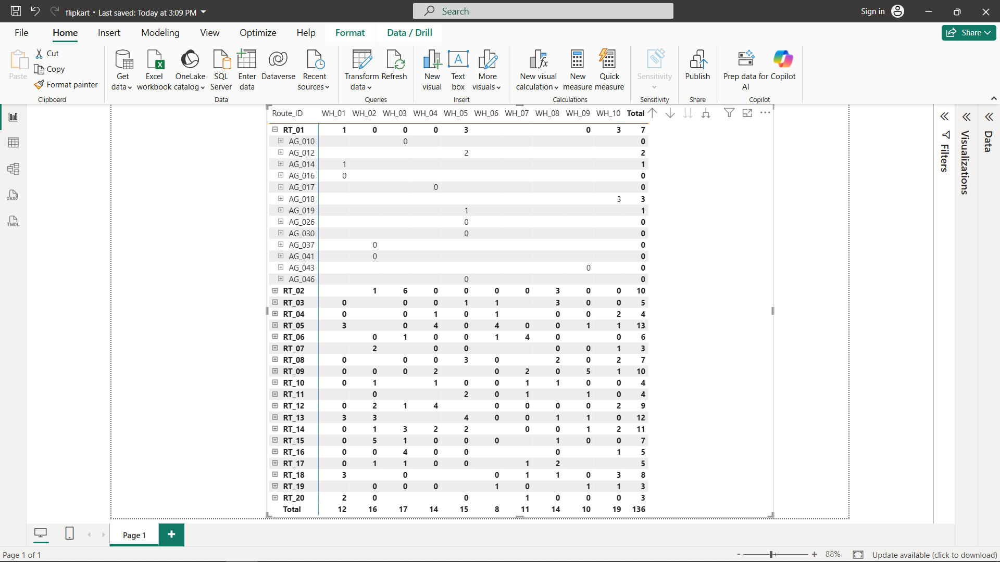 flipkart • Last saved: Today at 3:09 PM
Search
Sign in
File Home Insert Modeling View Optimize Help Format Data / Drill
Share
Paste
Cut
Copy
Format painter
Clipboard
Get data
Excel workbook
OneLake catalog
SQL Server
Enter data
Dataverse
Recent sources
Data
Transform data
Refresh
Queries
New visual
Text box
More visuals
Insert
New visual calculation
New measure
Quick measure
Calculations
Sensitivity
Sensitivity
Publish
Share
Prep data for AI
Copilot
Copilot
DAX
TMDL
Route_ID WH_01 WH_02 WH_03 WH_04 WH_05 WH_06 WH_07 WH_08 WH_09 WH_10 Total
RT_01 1 0 0 0 3 0 3 7
AG_010 0 0
AG_012 2 2
AG_014 1 1
AG_016 0 0
AG_017 0 0
AG_018 3 3
AG_019 1 1
AG_026 0 0
AG_030 0 0
AG_037 0 0
AG_041 0 0
AG_043 0 0
AG_046 0 0
RT_02 1 6 0 0 0 0 3 0 0 10
RT_03 0 0 0 1 1 3 0 0 5
RT_04 0 0 1 0 1 0 0 2 4
RT_05 3 0 4 0 4 0 0 1 1 13
RT_06 0 1 0 0 1 4 0 0 6
RT_07 2 0 0 0 0 1 3
RT_08 0 0 0 3 0 2 0 2 7
RT_09 0 0 0 2 0 2 0 5 1 10
RT_10 0 1 1 0 0 1 1 0 0 4
RT_11 0 2 0 1 1 0 4
RT_12 0 2 1 4 0 0 0 0 2 9
RT_13 3 3 4 0 0 1 1 0 12
RT_14 0 1 3 2 2 0 0 1 2 11
RT_15 0 5 1 0 0 0 1 0 0 7
RT_16 0 0 4 0 0 0 1 5
RT_17 0 1 1 0 0 1 2 5
RT_18 3 0 0 1 1 0 3 8
RT_19 0 0 0 1 0 1 1 3
RT_20 2 0 0 1 0 0 0 3
Total 12 16 17 14 15 8 11 14 10 19 136
Filters
Visualizations
Data
Page 1
Page 1 of 1
- + 88%
Update available (click to download)